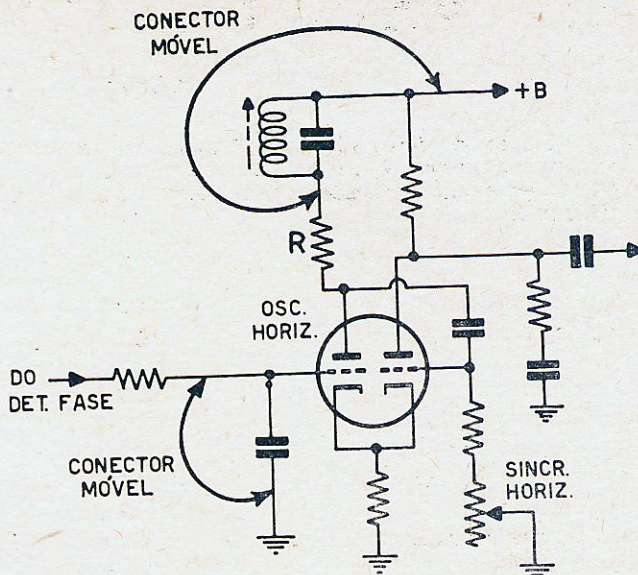 CONECTOR
MÓVEL
+B
R
OSC.
HORIZ.
DO
DET. FASE
CONECTOR
MÓVEL
SINCR.
HORIZ.